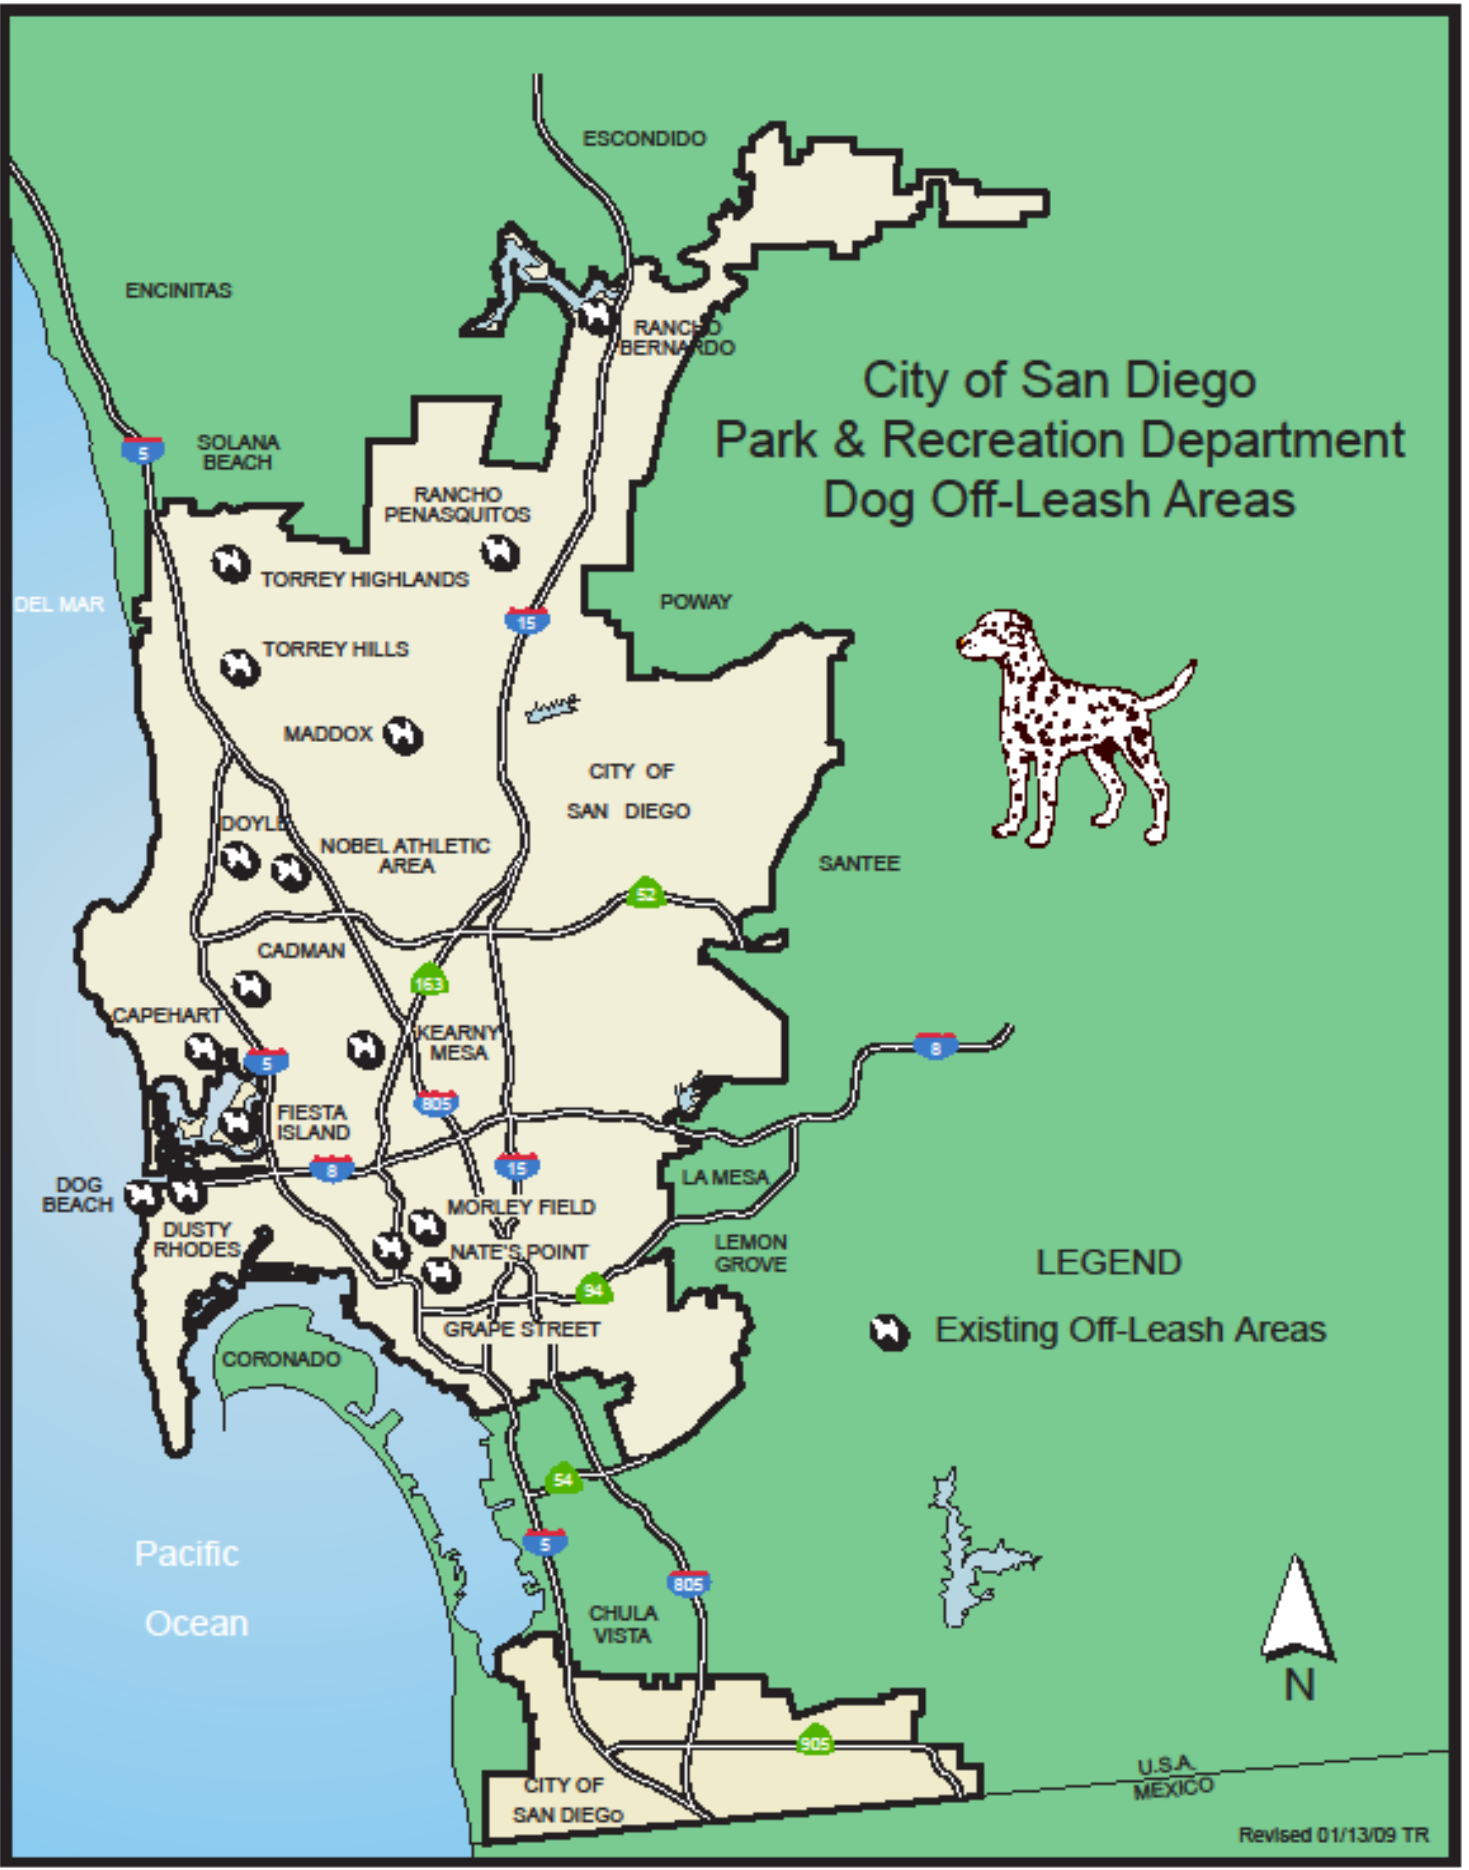 ESCONDIDO
ENCINITAS
RANCHO
BERNARDO
City of San Diego
Park & Recreation Department
Dog Off-Leash Areas
5
SOLANA
BEACH
RANCHO
PENASQUITOS
TORREY HIGHLANDS
DEL MAR
POWAY
15
TORREY HILLS
MADDOX
CITY OF
SAN DIEGO
DOYLE
NOBEL ATHLETIC
AREA
SANTEE
52
CADMAN
163
CAPEHART
KEARNY
MESA
5
8
805
FIESTA
ISLAND
8
15
LA MESA
DOG
BEACH
MORLEY FIELD
DUSTY
RHODES
NATE'S POINT
LEMON
GROVE
LEGEND
94
GRAPE STREET
Existing Off-Leash Areas
CORONADO
54
5
Pacific
Ocean
805
CHULA
VISTA
N
905
U.S.A.
MEXICO
CITY OF
SAN DIEGO
Revised 01/13/09 TR